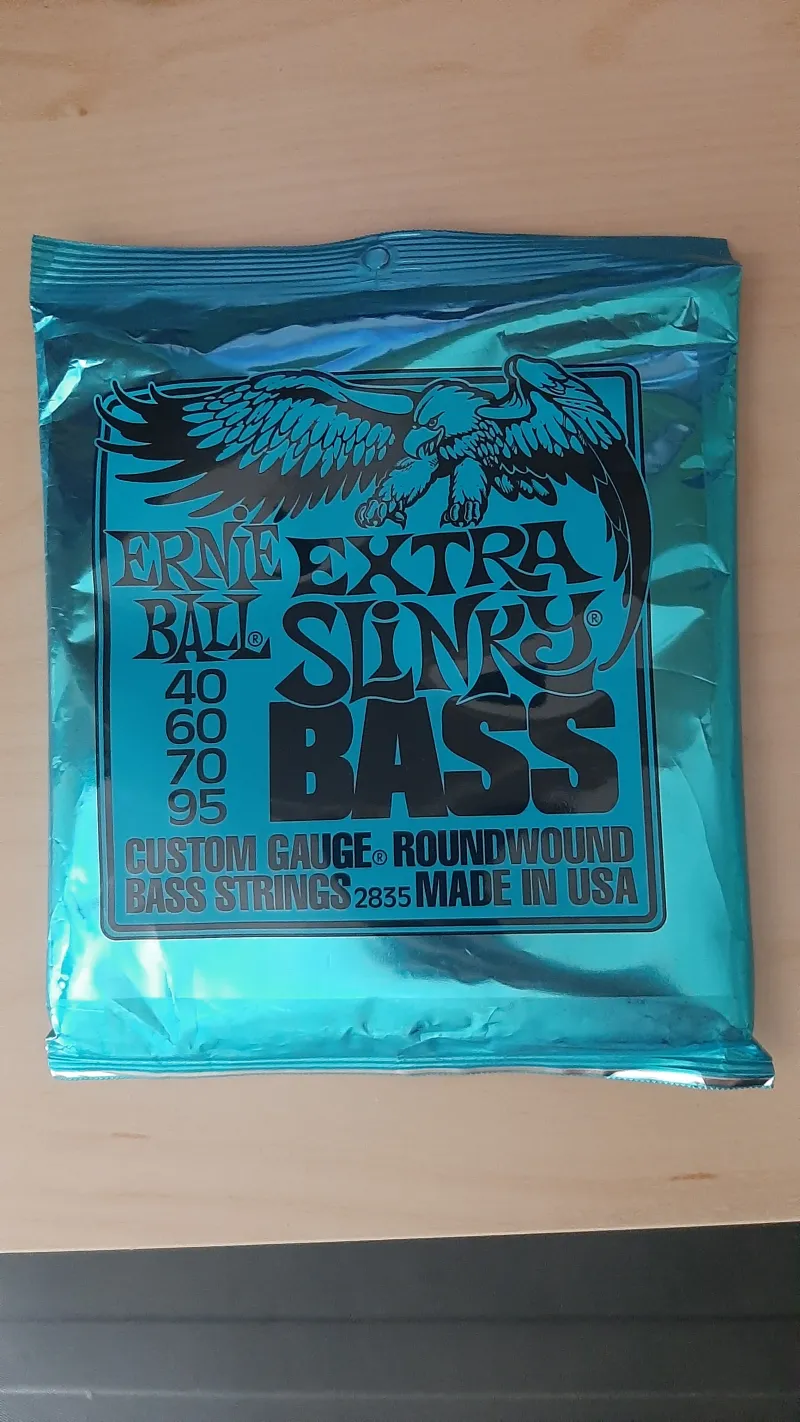 ERNiE EXTRA
BALL® SLiNKY®
40
60
70
95
BASS
CUSTOM GAUGE® ROUNDWOUND
BASS STRINGS 2835 MADE IN USA